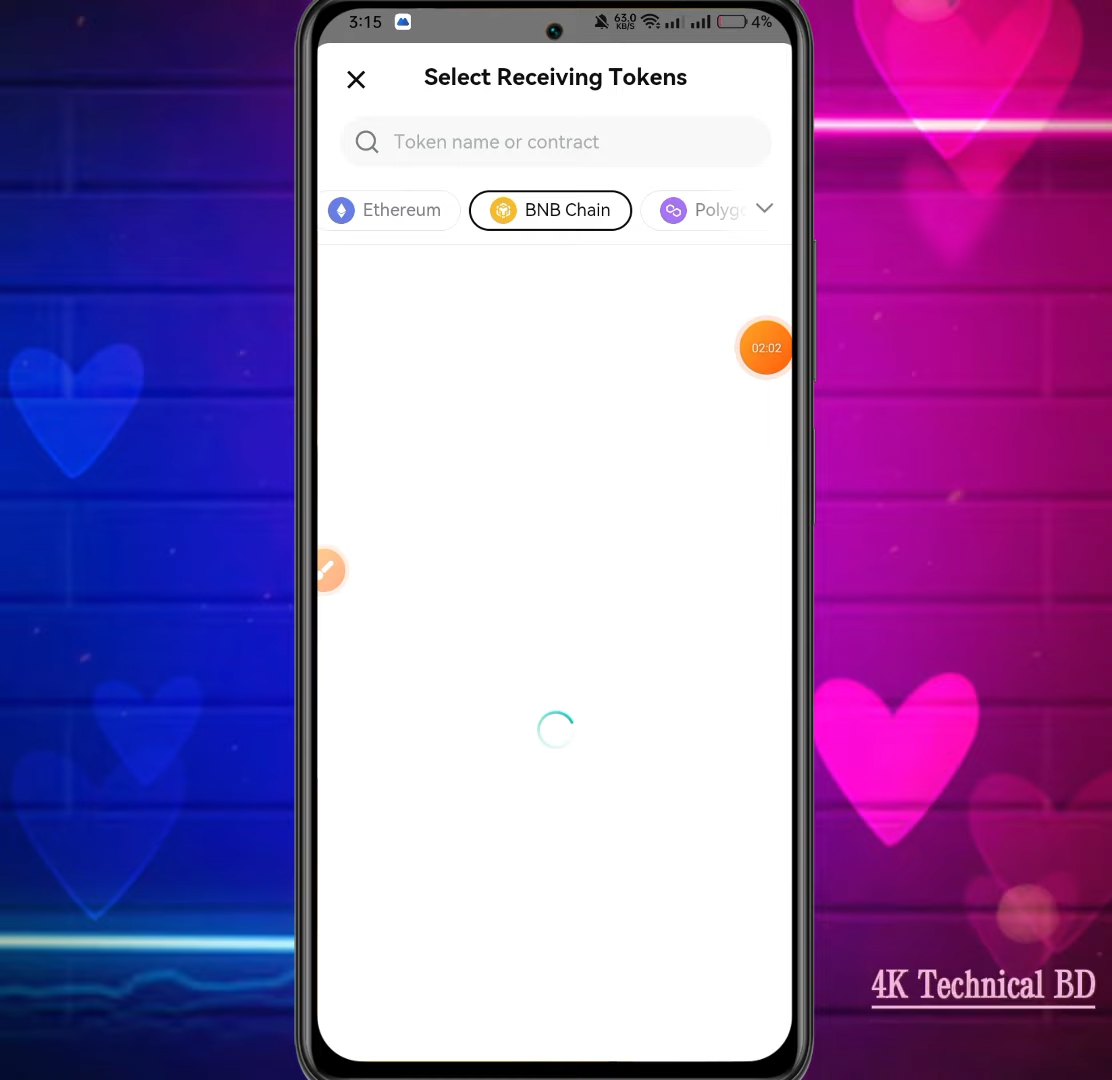 3:15 63.0 KB/S 4%
Select Receiving Tokens
Token name or contract
Ethereum BNB Chain
02:02
4K Technical BD